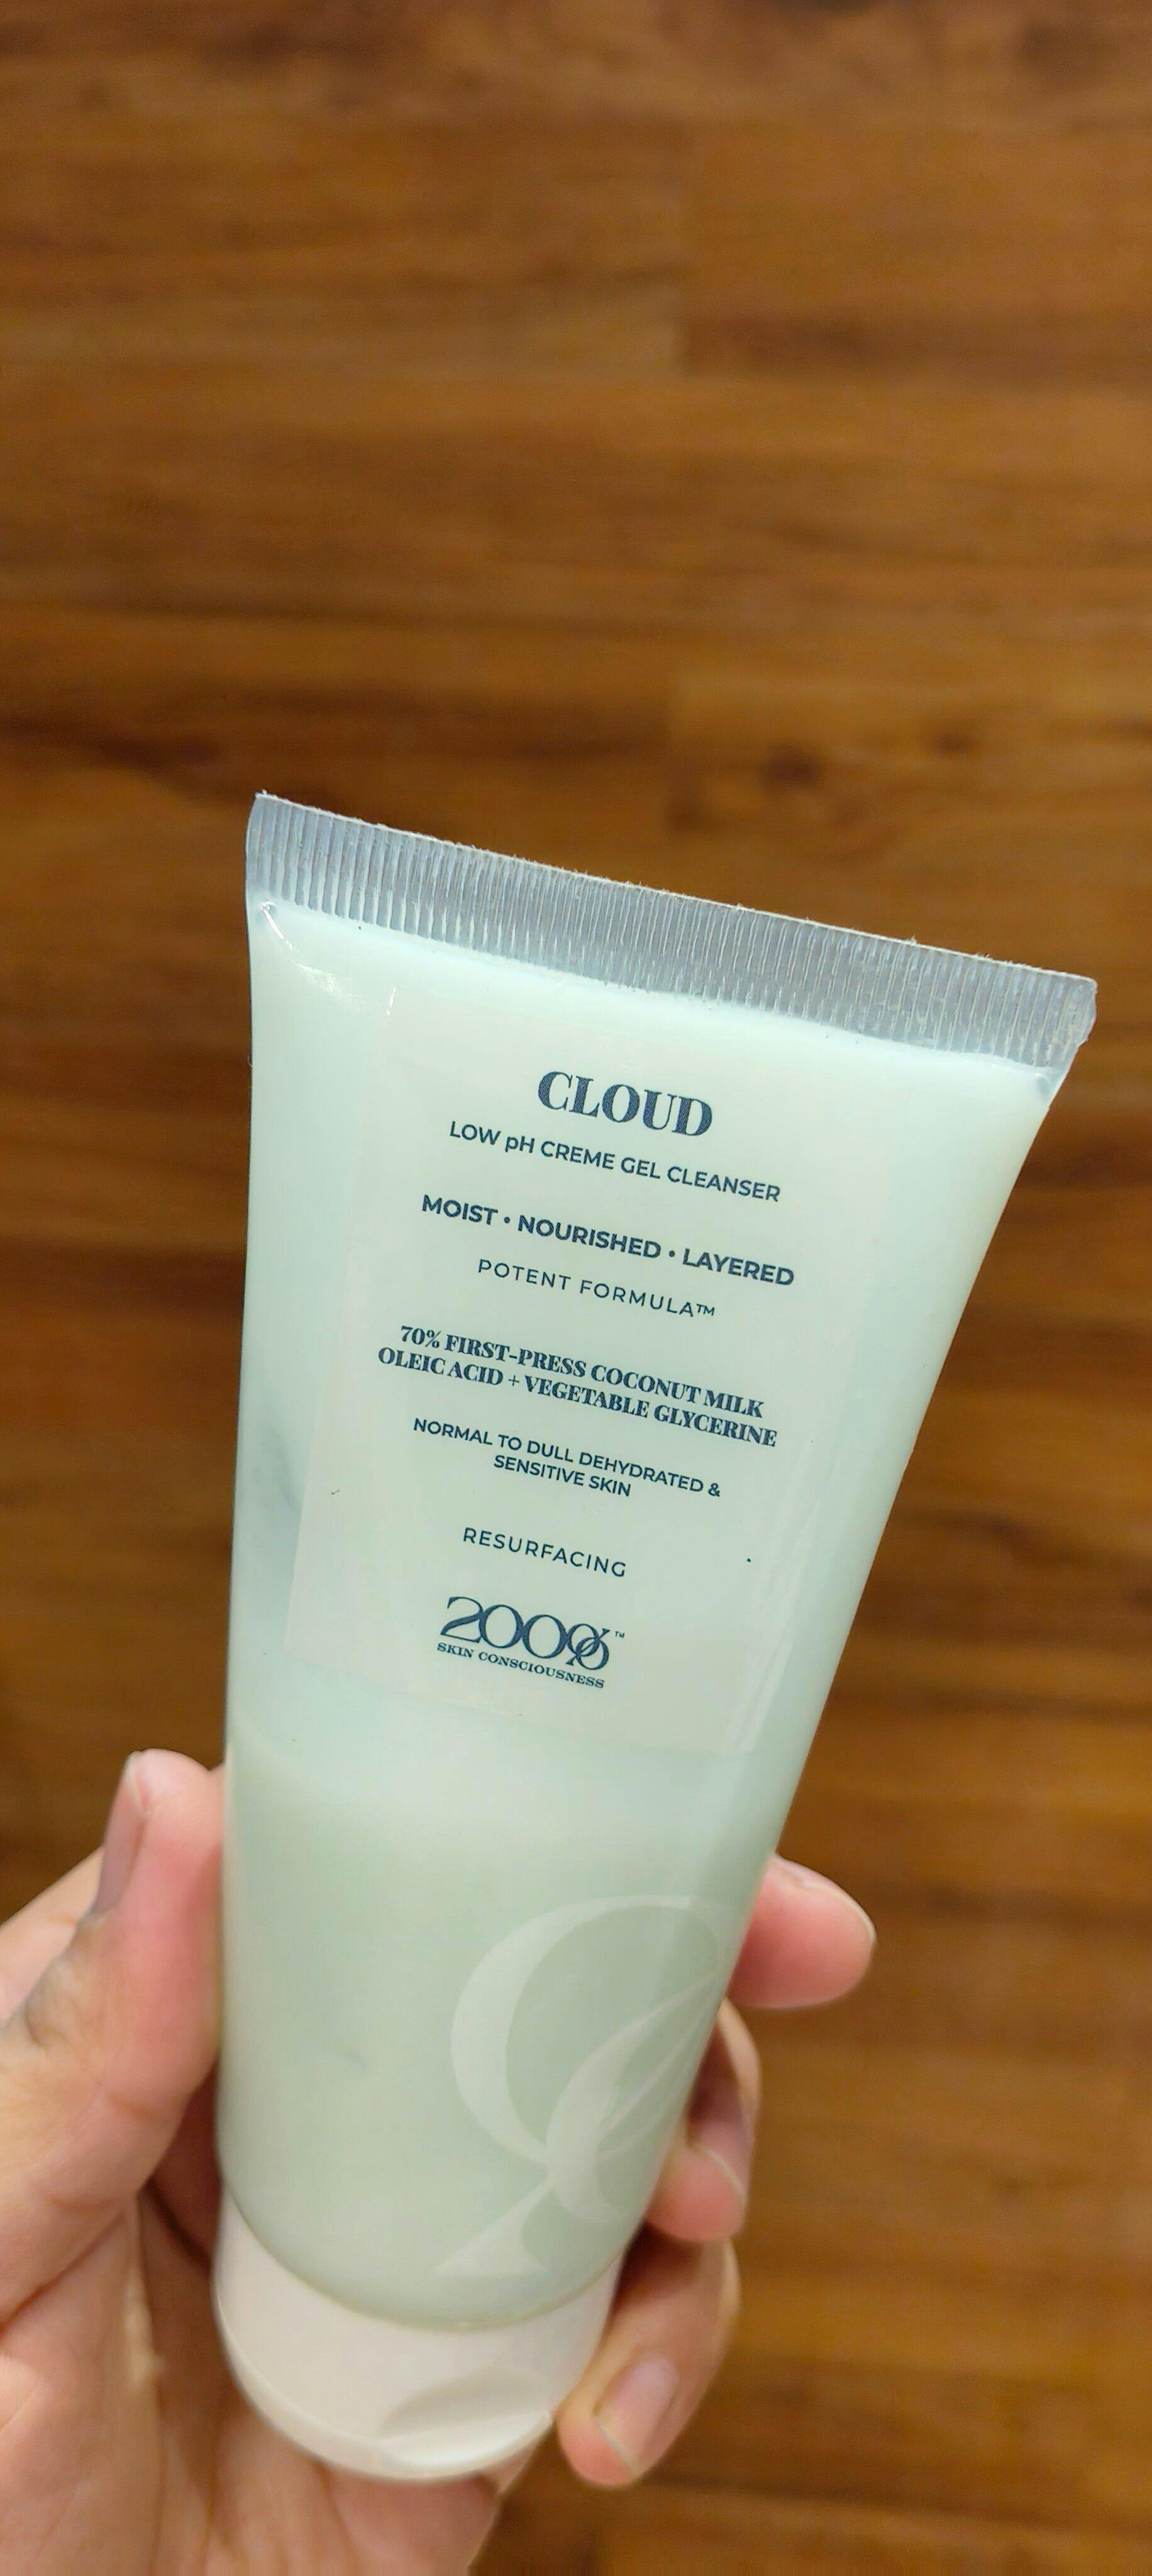 CLOUD
LOW pH CREME GEL CLEANSER
MOIST • NOURISHED • LAYERED
POTENT FORMULA™
70% FIRST-PRESS COCONUT MILK
OLEIC ACID + VEGETABLE GLYCERINE
NORMAL TO DULL DEHYDRATED &
SENSITIVE SKIN
RESURFACING
SKIN CONSCIOUSNESS